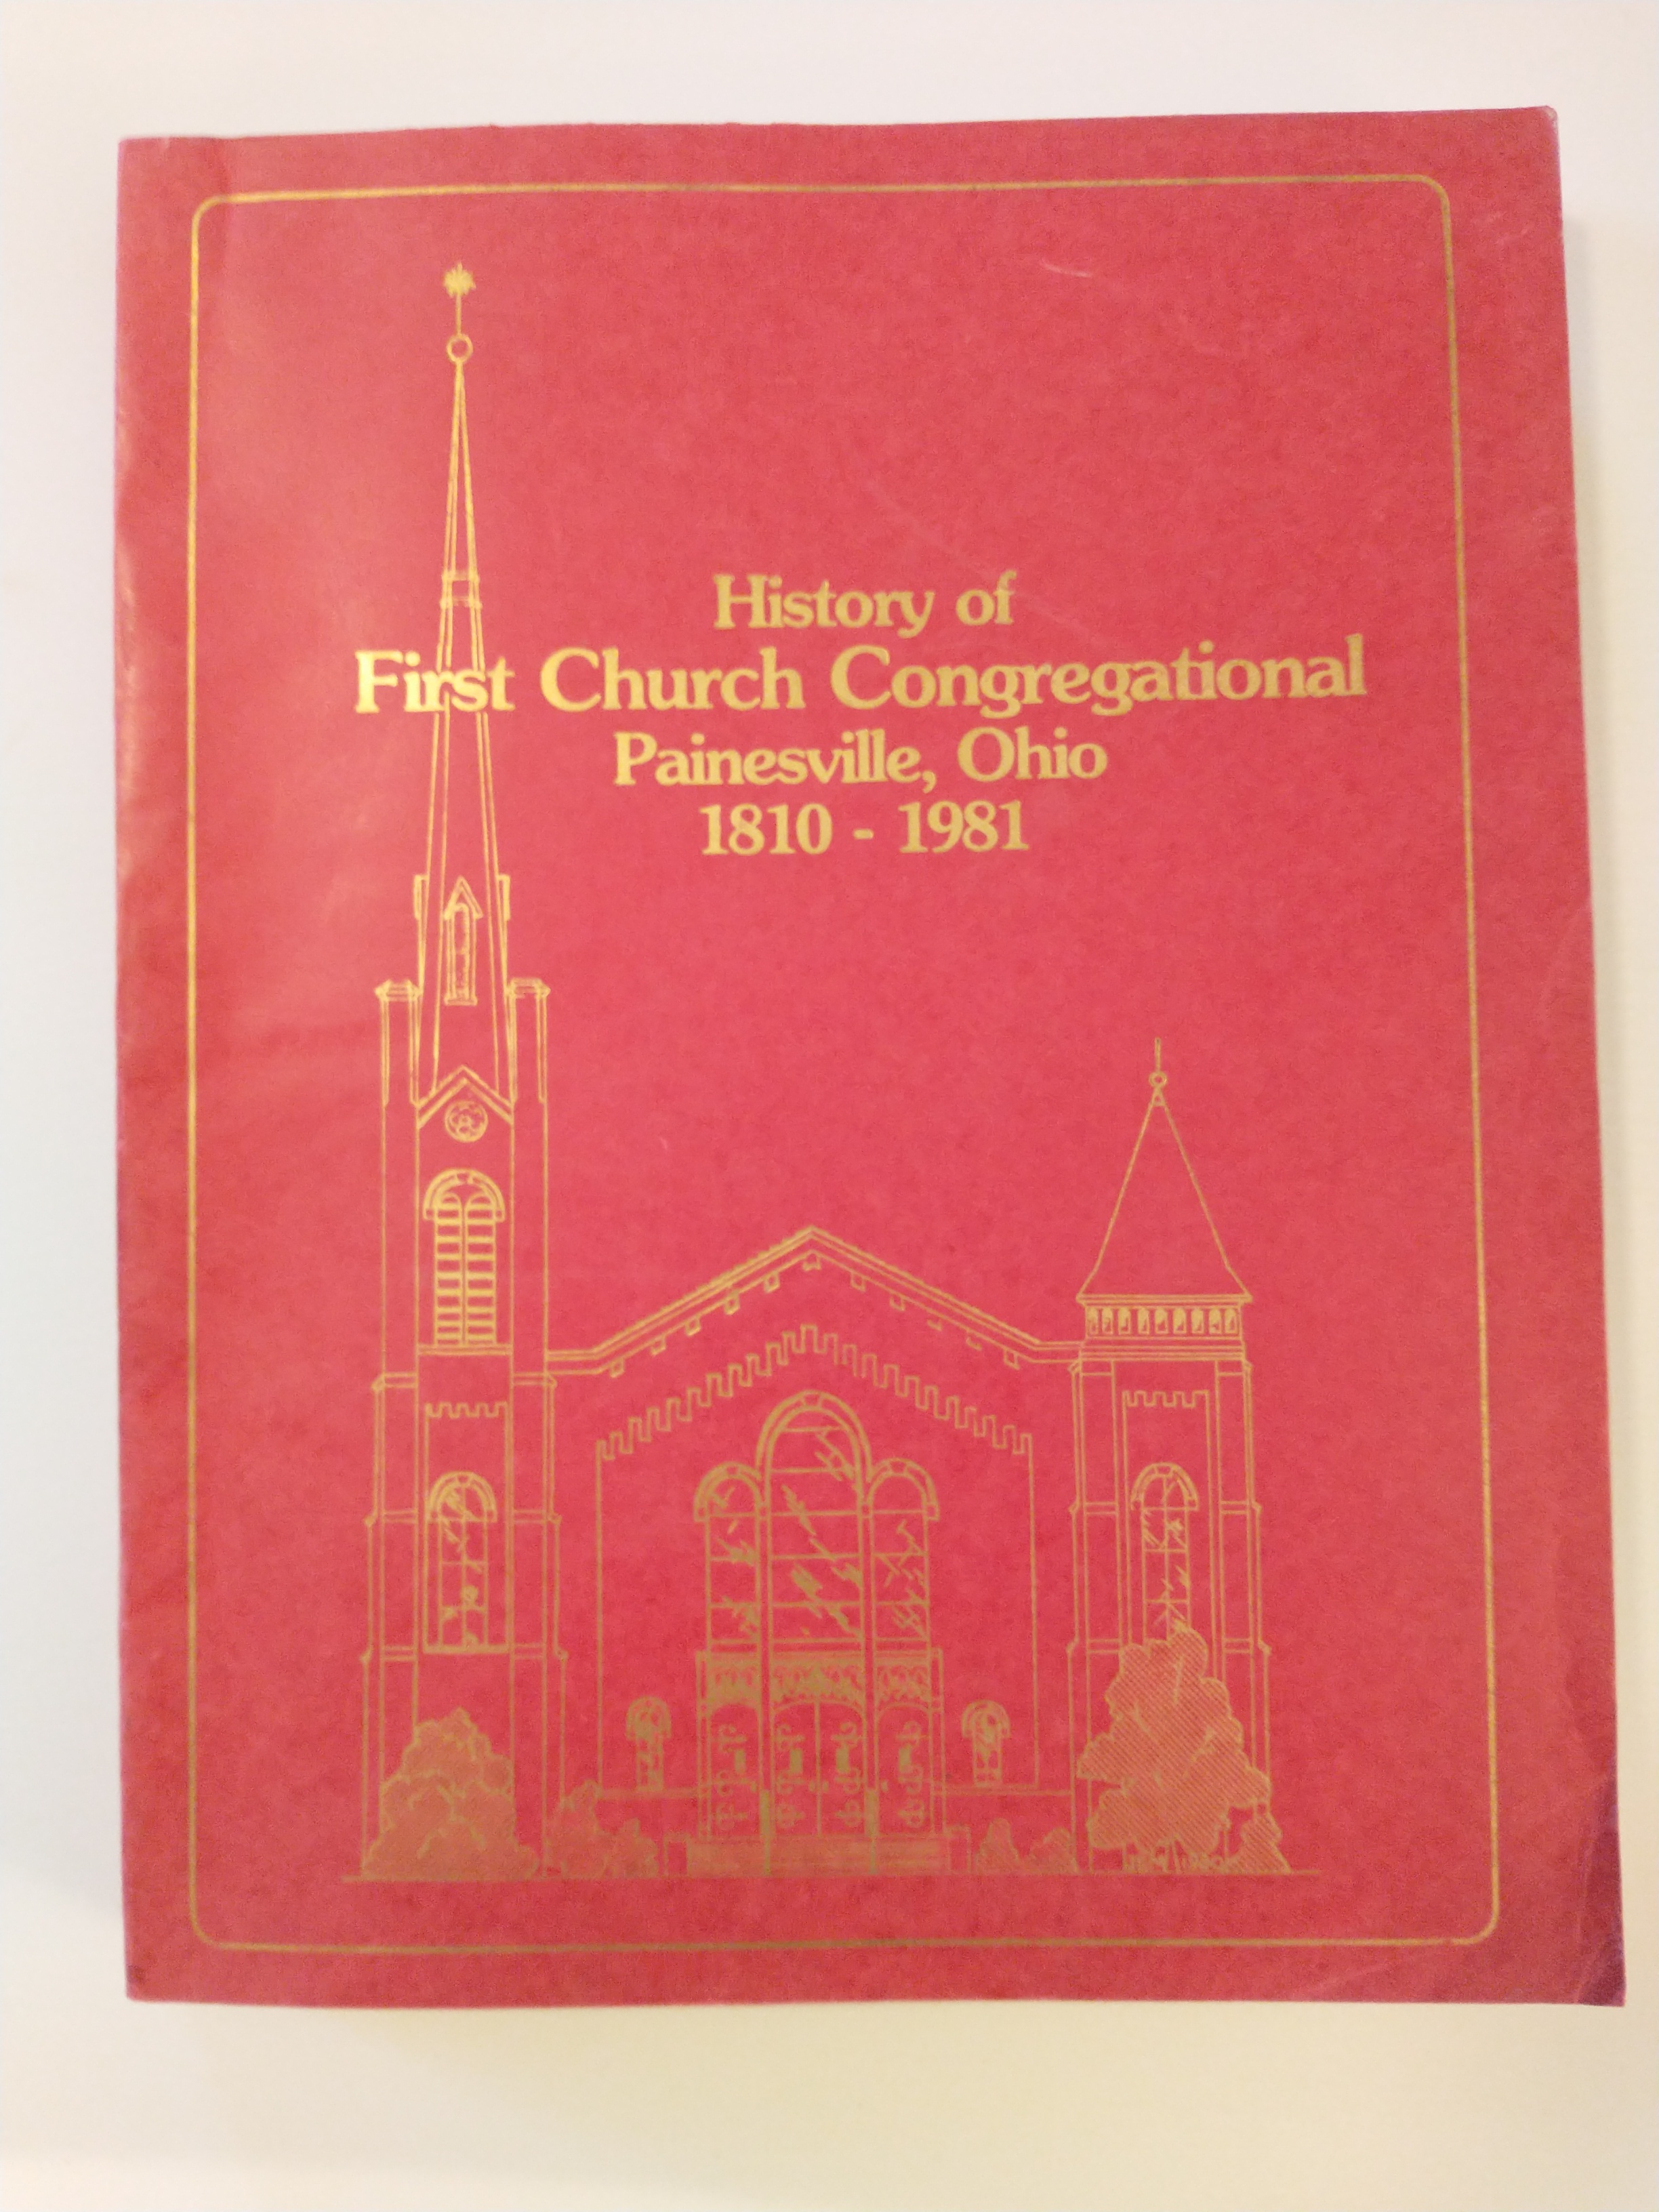 History of
First Church Congregational
Painesville, Ohio
1810 - 1981